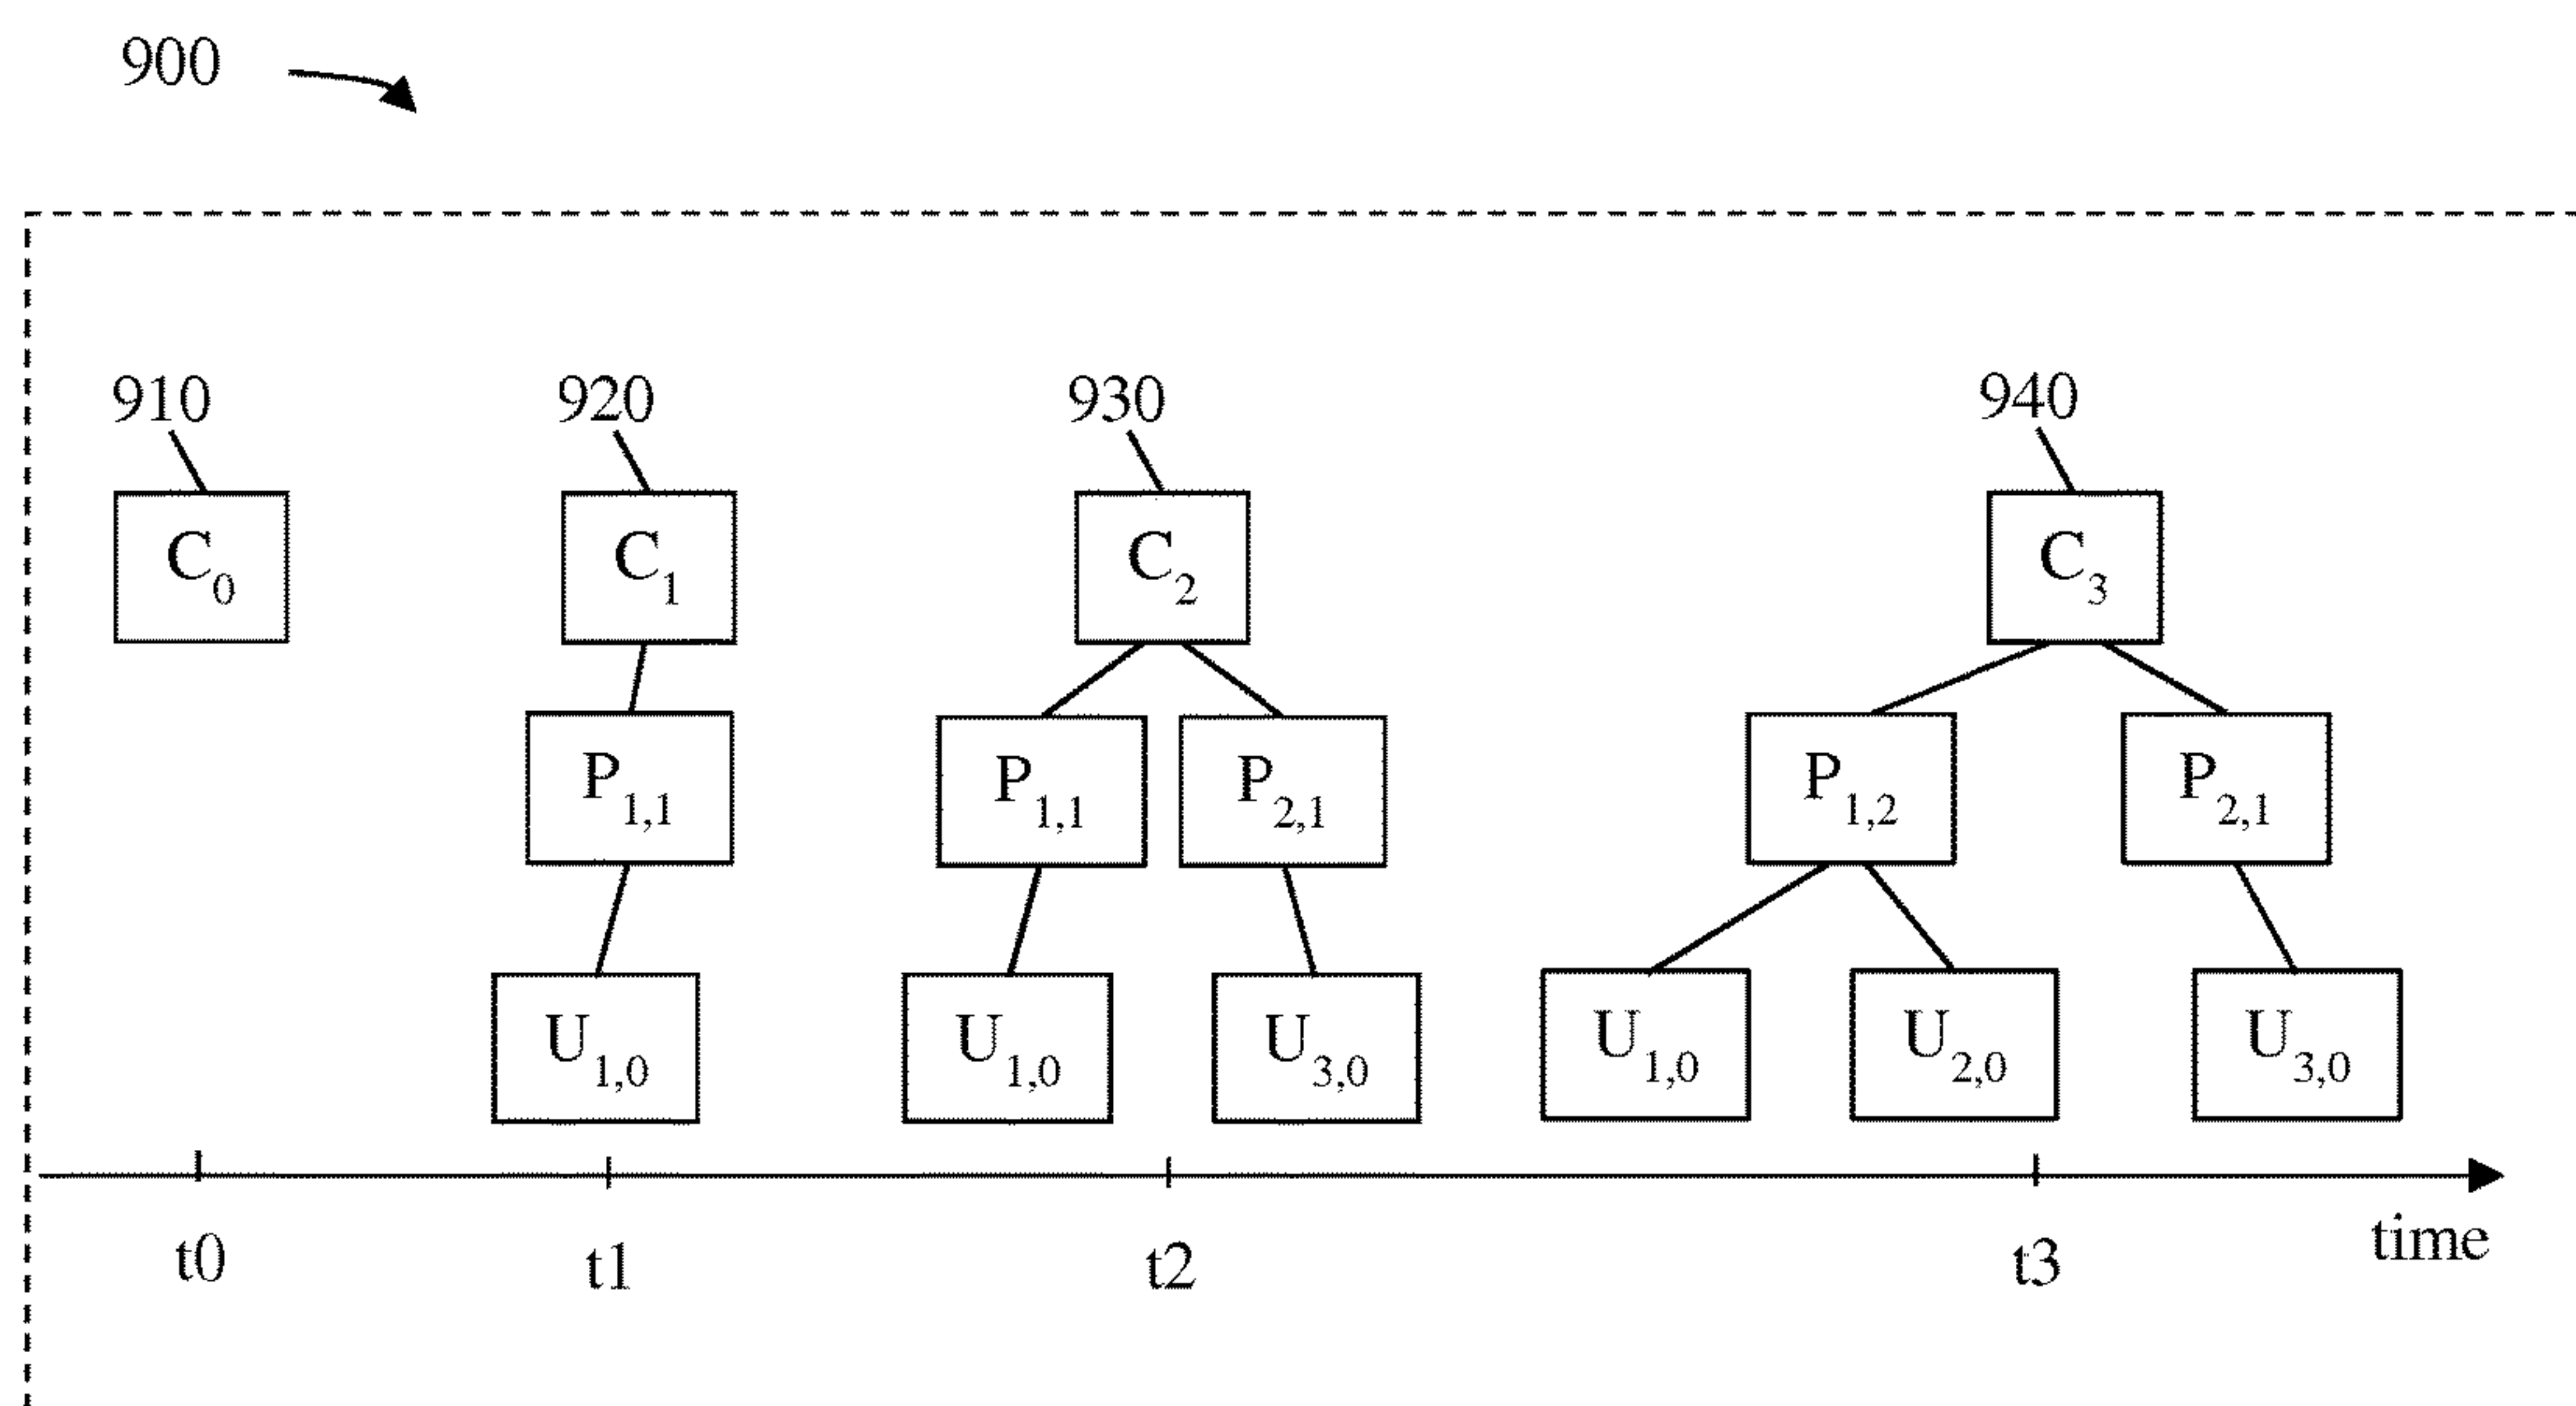 900
910 920 930 940
C0 C1 C2 C3
P1,1 P1,1 P2,1 P1,2 P2,1
U1,0 U1,0 U3,0 U1,0 U2,0 U3,0
t0 t1 t2 t3 time